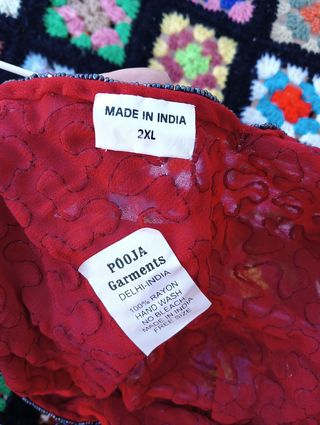 MADE IN INDIA
2XL
POOJA
Garments
DELHI-INDIA
100% RAYON
HAND WASH
NO BLEACH
MADE IN INDIA
FREE SIZE